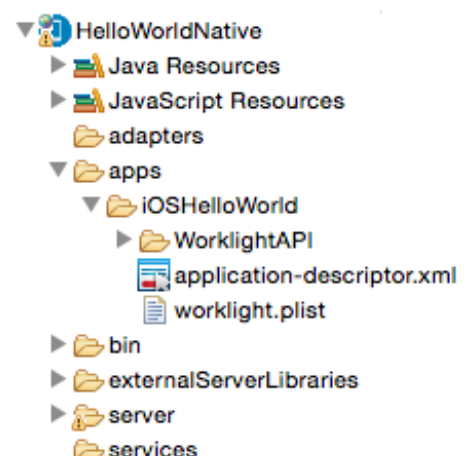 HelloWorldNative
Java Resources
JavaScript Resources
adapters
apps
iOSHelloWorld
WorklightAPI
application-descriptor.xml
worklight.plist
bin
externalServerLibraries
server
services